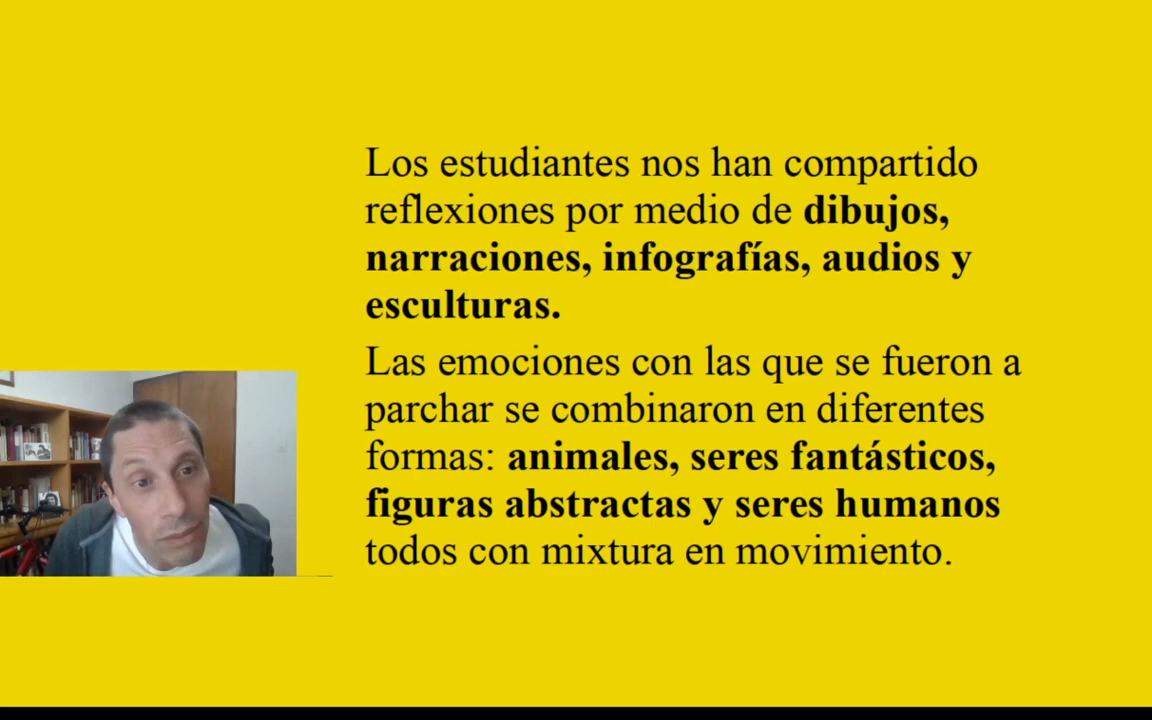 Los estudiantes nos han compartido
reflexiones por medio de dibujos,
narraciones, infografías, audios y
esculturas.
Las emociones con las que se fueron a
parchar se combinaron en diferentes
formas: animales, seres fantásticos,
figuras abstractas y seres humanos
todos con mixtura en movimiento.